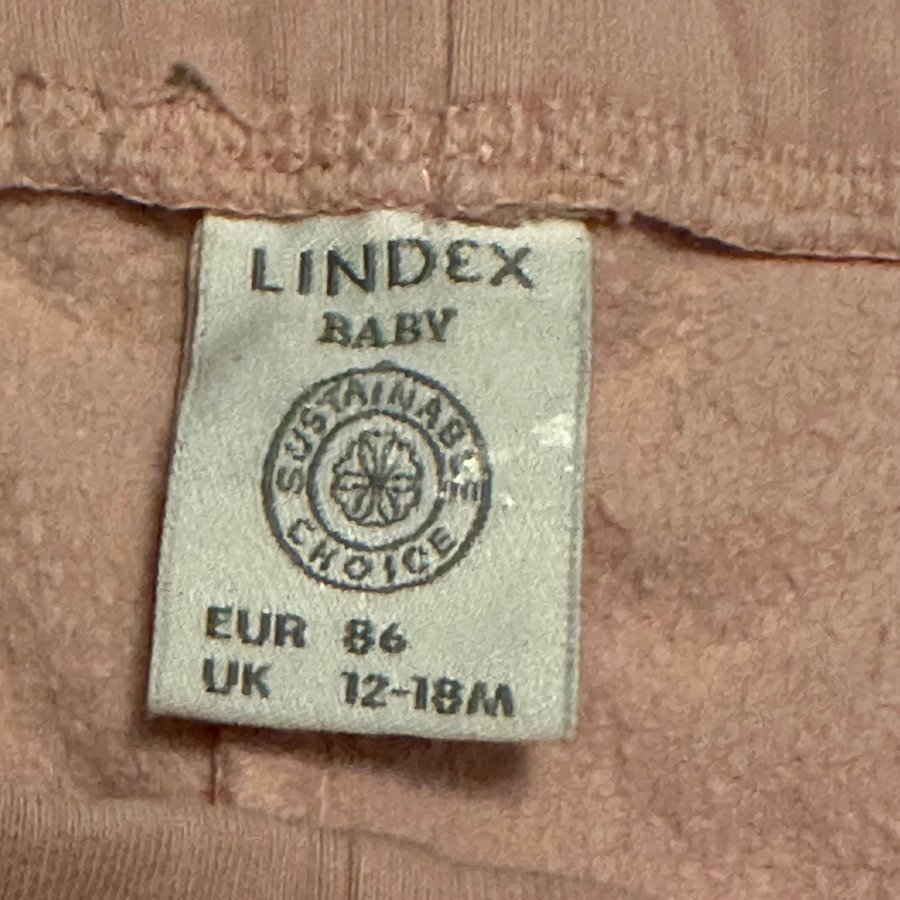 LINDEX
BABY
SUSTAINABLE
CHOICE
EUR 86
UK 12-18M